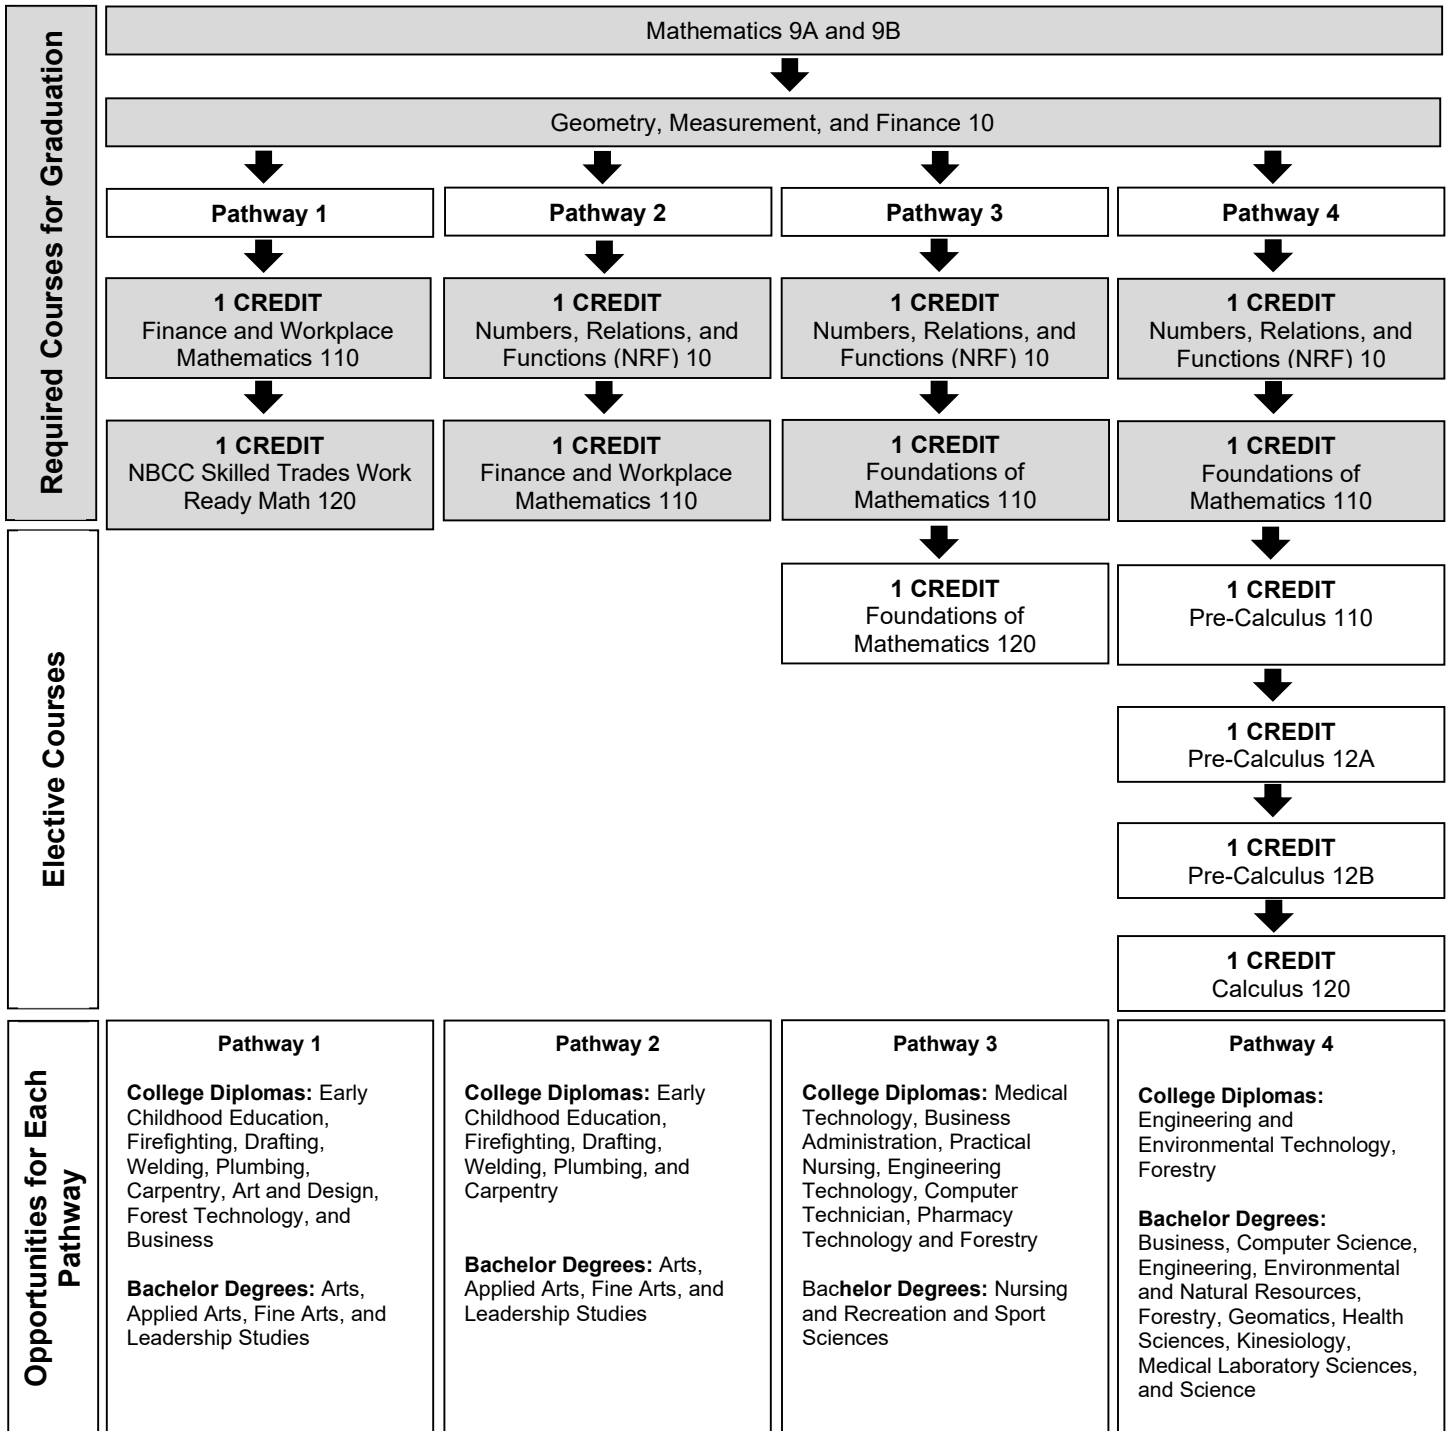 Required Courses for Graduation
Mathematics 9A and 9B
Geometry, Measurement, and Finance 10
Pathway 1
Pathway 2
Pathway 3
Pathway 4
1 CREDIT
Finance and Workplace
Mathematics 110
1 CREDIT
Numbers, Relations, and
Functions (NRF) 10
1 CREDIT
Numbers, Relations, and
Functions (NRF) 10
1 CREDIT
Numbers, Relations, and
Functions (NRF) 10
1 CREDIT
NBCC Skilled Trades Work
Ready Math 120
1 CREDIT
Finance and Workplace
Mathematics 110
1 CREDIT
Foundations of
Mathematics 110
1 CREDIT
Foundations of
Mathematics 110
Elective Courses
1 CREDIT
Foundations of
Mathematics 120
1 CREDIT
Pre-Calculus 110
1 CREDIT
Pre-Calculus 12A
1 CREDIT
Pre-Calculus 12B
1 CREDIT
Calculus 120
Opportunities for Each
Pathway
Pathway 1
College Diplomas: Early
Childhood Education,
Firefighting, Drafting,
Welding, Plumbing,
Carpentry, Art and Design,
Forest Technology, and
Business
Bachelor Degrees: Arts,
Applied Arts, Fine Arts, and
Leadership Studies
Pathway 2
College Diplomas: Early
Childhood Education,
Firefighting, Drafting,
Welding, Plumbing, and
Carpentry
Bachelor Degrees: Arts,
Applied Arts, Fine Arts, and
Leadership Studies
Pathway 3
College Diplomas: Medical
Technology, Business
Administration, Practical
Nursing, Engineering
Technology, Computer
Technician, Pharmacy
Technology and Forestry
Bachelor Degrees: Nursing
and Recreation and Sport
Sciences
Pathway 4
College Diplomas:
Engineering and
Environmental Technology,
Forestry
Bachelor Degrees:
Business, Computer Science,
Engineering, Environmental
and Natural Resources,
Forestry, Geomatics, Health
Sciences, Kinesiology,
Medical Laboratory Sciences,
and Science